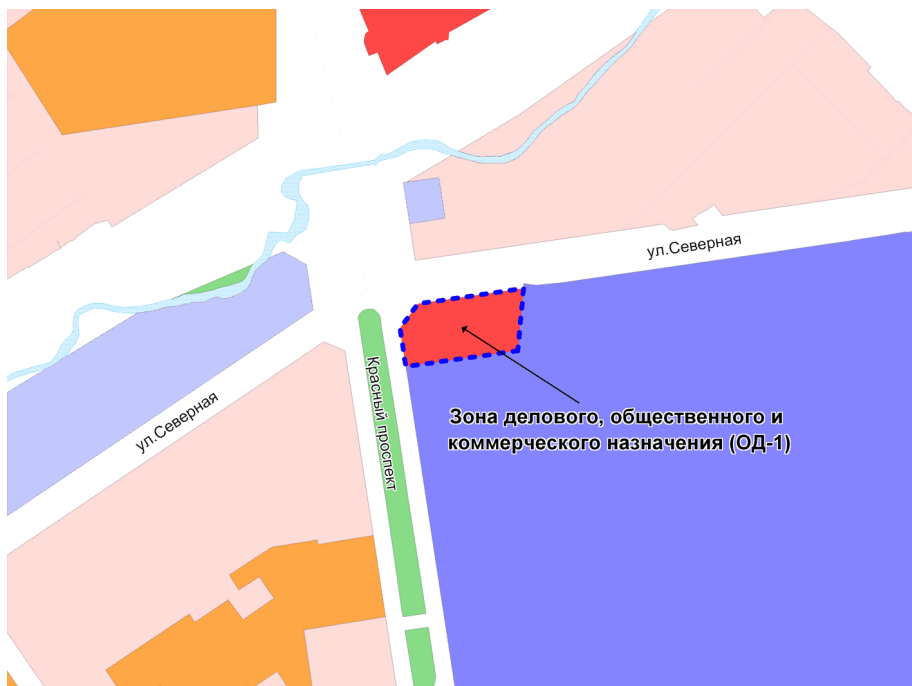 ул.Северная
Красный проспект
ул.Северная
Зона делового, общественного и
коммерческого назначения (ОД-1)